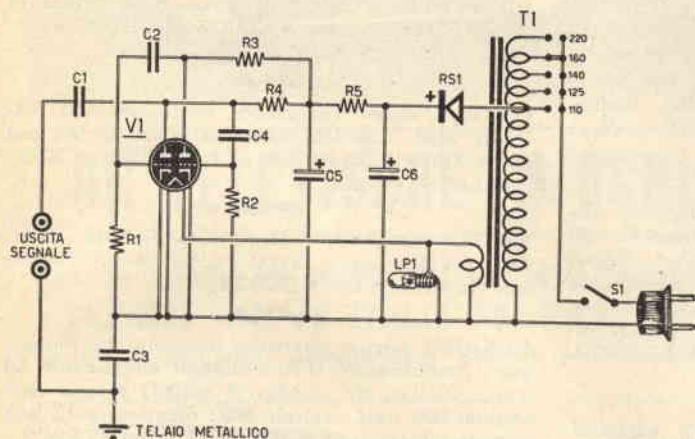 T1
220
160
140
125
110
C2
R3
C1
R4
R5
RS1
+
V1
C4
+
C5
+
C6
R2
R1
USCITA
SEGNALE
LP1
S1
C3
TELAIO METALLICO